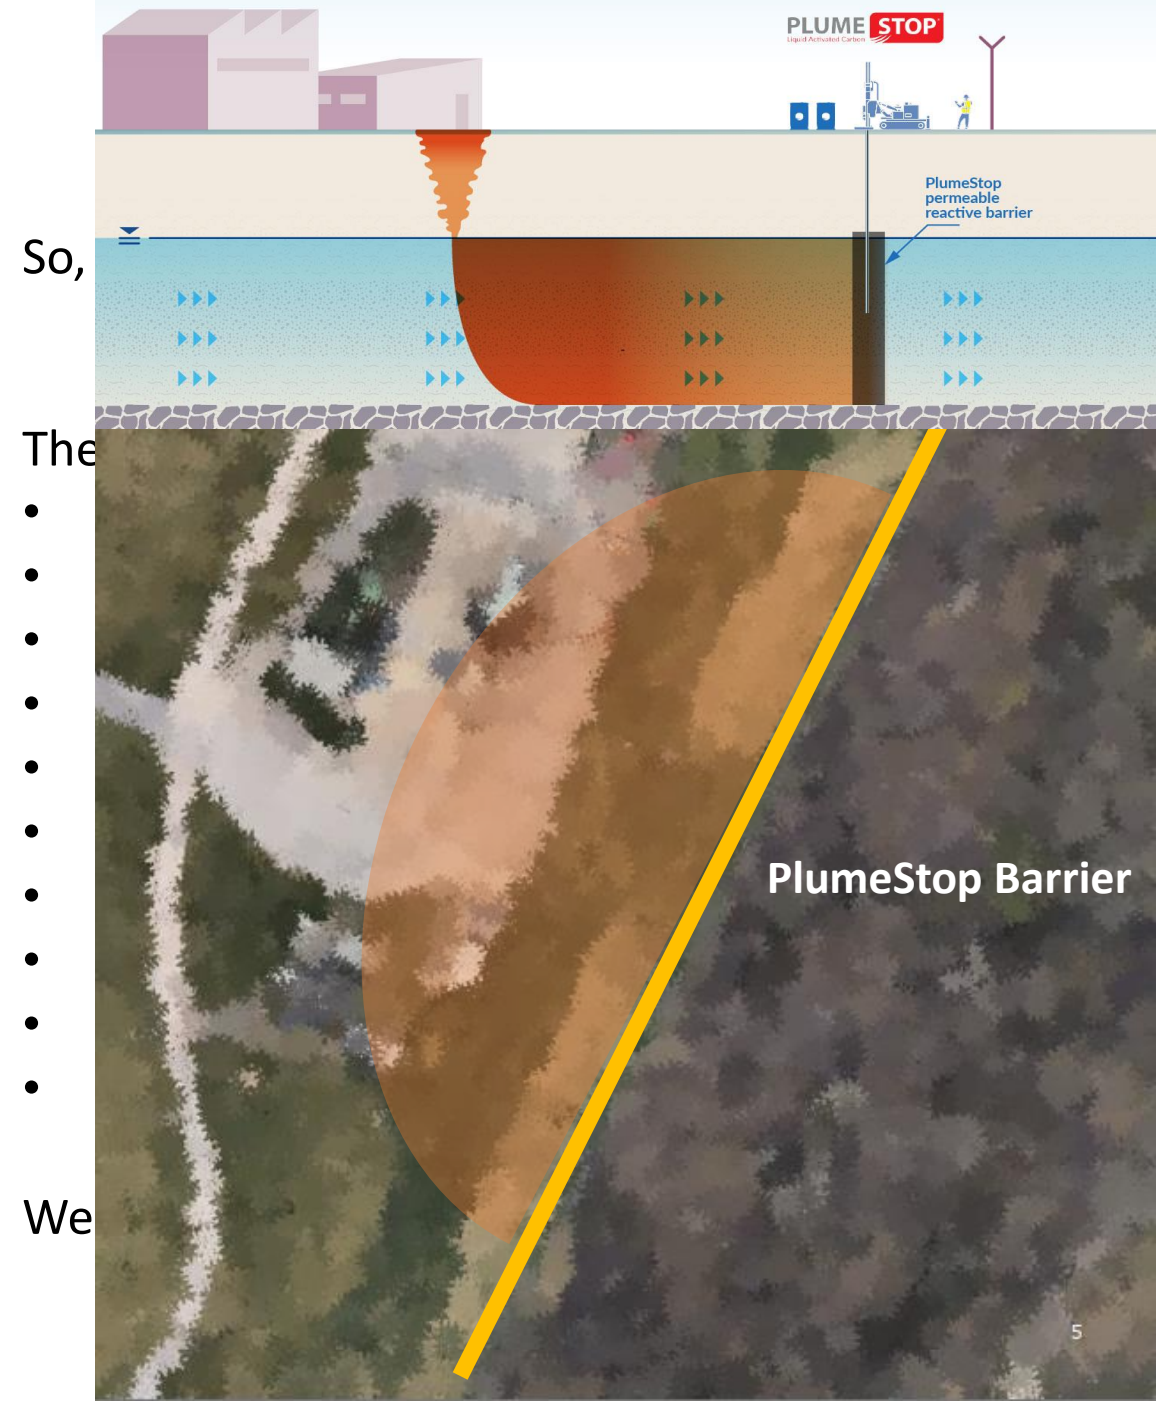 PLUME STOP
Liquid Activated Carbon
PlumeStop
permeable
reactive barrier
So,
The
•
•
•
•
•
•
•
•
•
•
PlumeStop Barrier
We
5